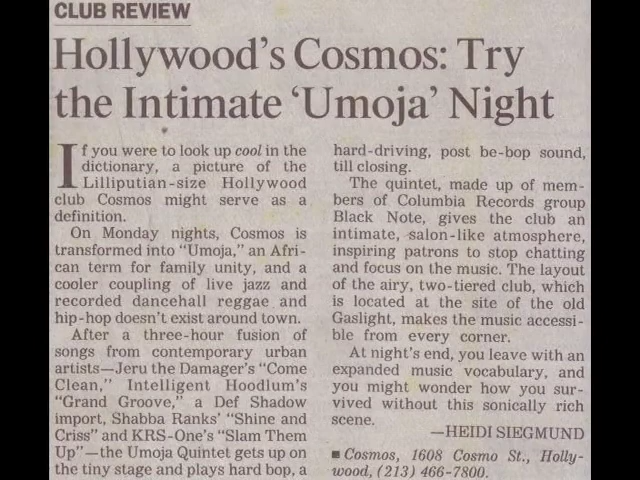 CLUB REVIEW
Hollywood's Cosmos: Try
the Intimate 'Umoja' Night
If you were to look up cool in the
dictionary, a picture of the
Lilliputian-size Hollywood
club Cosmos might serve as a
definition.
On Monday nights, Cosmos is
transformed into "Umoja," an Afri-
can term for family unity, and a
cooler coupling of live jazz and
recorded dancehall reggae and
hip-hop doesn't exist around town.
After a three-hour fusion of
songs from contemporary urban
artists—Jeru the Damager's "Come
Clean," Intelligent Hoodlum's
"Grand Groove," a Def Shadow
import, Shabba Ranks' "Shine and
Criss" and KRS-One's "Slam Them
Up"—the Umoja Quintet gets up on
the tiny stage and plays hard bop, a
hard-driving, post be-bop sound,
till closing.
The quintet, made up of mem-
bers of Columbia Records group
Black Note, gives the club an
intimate, salon-like atmosphere,
inspiring patrons to stop chatting
and focus on the music. The layout
of the airy, two-tiered club, which
is located at the site of the old
Gaslight, makes the music accessi-
ble from every corner.
At night's end, you leave with an
expanded music vocabulary, and
you might wonder how you sur-
vived without this sonically rich
scene.
—HEIDI SIEGMUND
■ Cosmos, 1608 Cosmo St., Holly-
wood, (213) 466-7800.